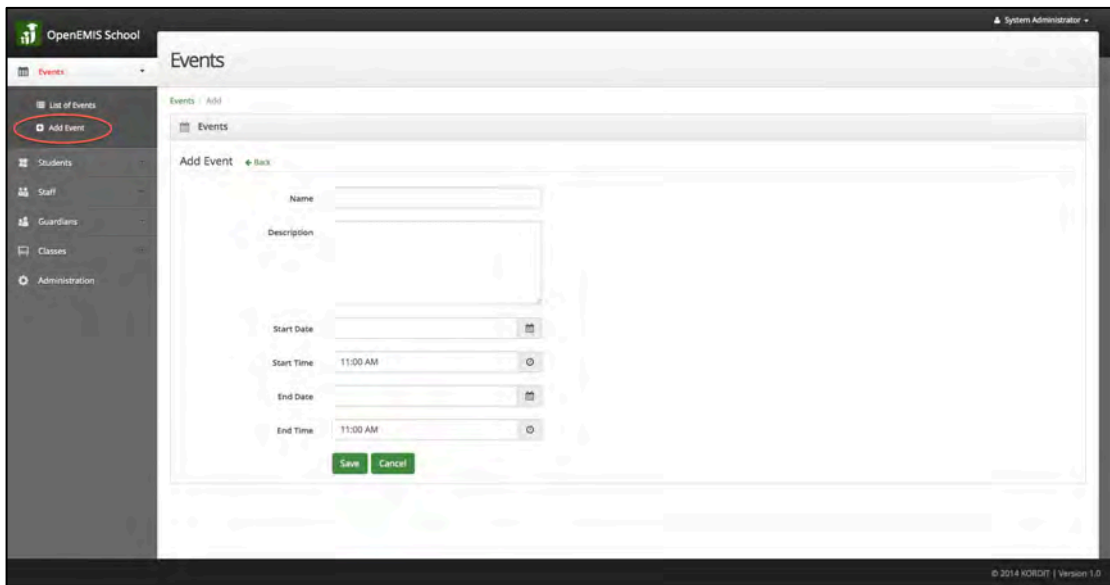 System Administrator
OpenEMIS School
Events
Events
List of Events
Add Event
Students
Staff
Guardians
Classes
Administration
Events / Add
Events
Add Event Back
Name
Description
Start Date
Start Time 11:00 AM
End Date
End Time 11:00 AM
Save Cancel
© 2014 KORDIT | Version 1.0